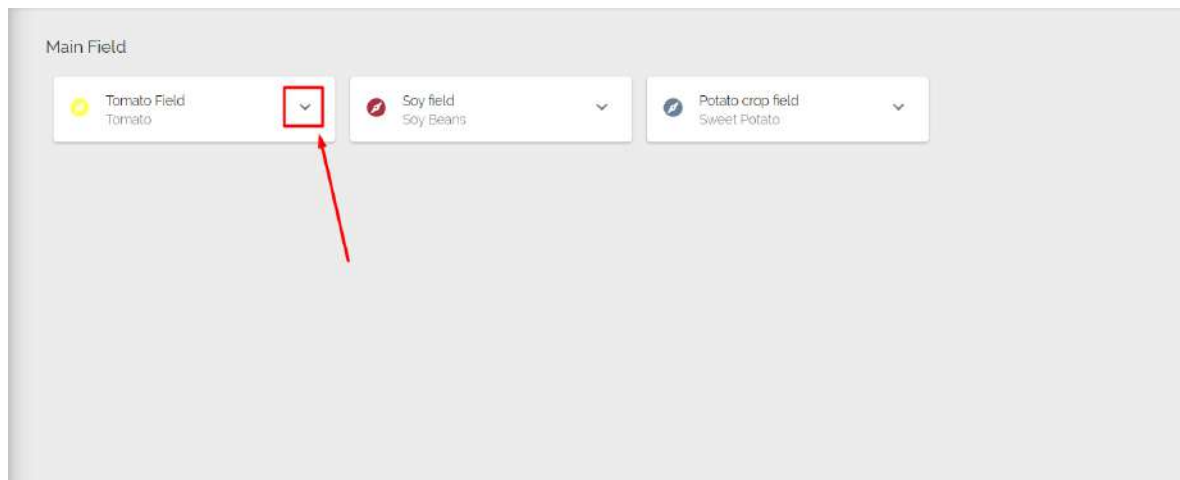 Main Field
Tomato Field
Tomato
Soy field
Soy Beans
Potato crop field
Sweet Potato